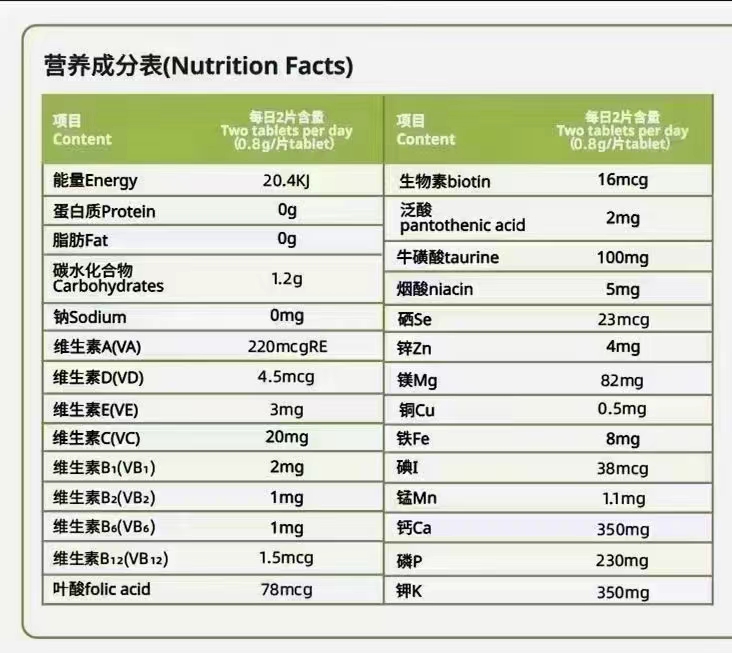 营养成分表(Nutrition Facts)
项目
Content
每日2片含量
Two tablets per day
(0.8g/片tablet)
能量Energy 20.4KJ
蛋白质Protein 0g
脂肪Fat 0g
碳水化合物
Carbohydrates 1.2g
钠Sodium 0mg
维生素A(VA) 220mcgRE
维生素D(VD) 4.5mcg
维生素E(VE) 3mg
维生素C(VC) 20mg
维生素B₁(VB₁) 2mg
维生素B₂(VB₂) 1mg
维生素B₆(VB₆) 1mg
维生素B₁₂(VB₁₂) 1.5mcg
叶酸folic acid 78mcg
项目
Content
每日2片含量
Two tablets per day
(0.8g/片tablet)
生物素biotin 16mcg
泛酸
pantothenic acid 2mg
牛磺酸taurine 100mg
烟酸niacin 5mg
硒Se 23mcg
锌Zn 4mg
镁Mg 82mg
铜Cu 0.5mg
铁Fe 8mg
碘I 38mcg
锰Mn 1.1mg
钙Ca 350mg
磷P 230mg
钾K 350mg